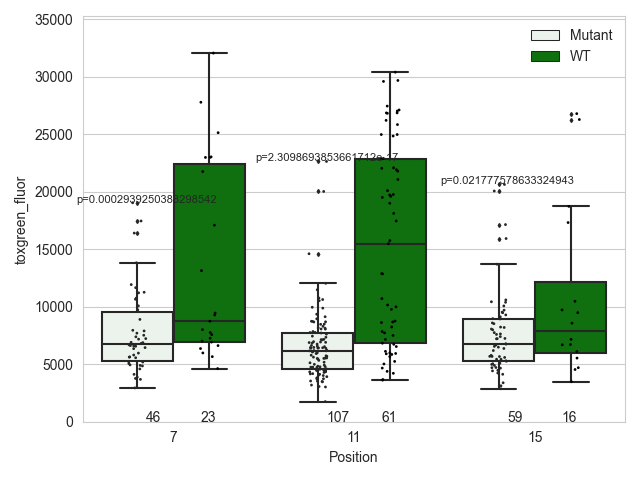 35000
30000
25000
20000
15000
10000
5000
0
toxgreen_fluor
Mutant
WT
p=0.0002939250388298542
p=2.3098693853661712e-17
p=0.021777578633324943
46 23 107 61 59 16
7 11 15
Position